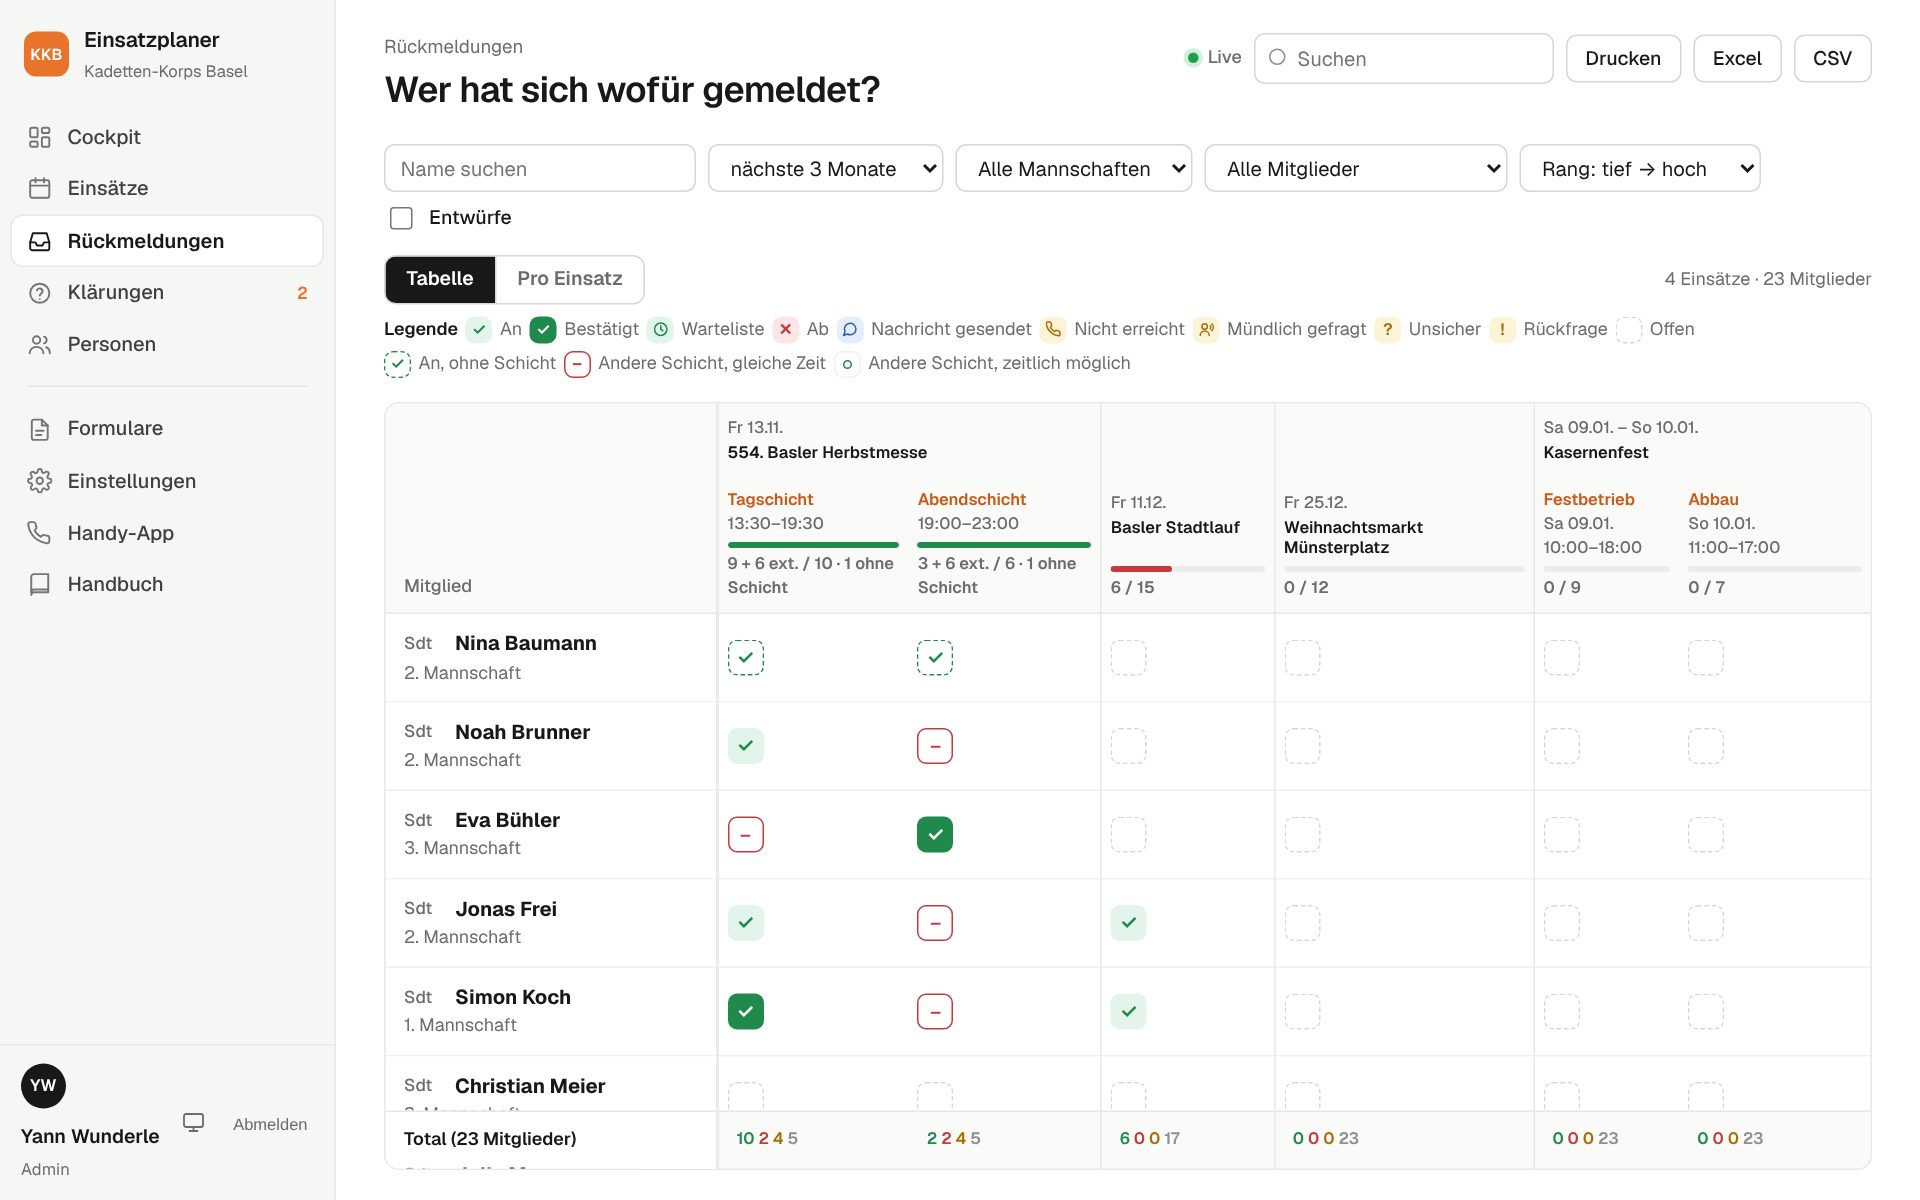 KKB
Einsatzplaner
Kadetten-Korps Basel
Cockpit
Einsätze
Rückmeldungen
Klärungen 2
Personen
Formulare
Einstellungen
Handy-App
Handbuch
YW
Yann Wunderle
Admin
Abmelden
Rückmeldungen
Wer hat sich wofür gemeldet?
Live
Suchen
Drucken
Excel
CSV
Name suchen
nächste 3 Monate
Alle Mannschaften
Alle Mitglieder
Rang: tief → hoch
Entwürfe
Tabelle
Pro Einsatz
4 Einsätze · 23 Mitglieder
Legende An Bestätigt Warteliste Ab Nachricht gesendet Nicht erreicht Mündlich gefragt ? Unsicher ! Rückfrage Offen
An, ohne Schicht Andere Schicht, gleiche Zeit Andere Schicht, zeitlich möglich
Mitglied
Fr 13.11.
554. Basler Herbstmesse
Tagschicht
13:30–19:30
9 + 6 ext. / 10 · 1 ohne
Schicht
Abendschicht
19:00–23:00
3 + 6 ext. / 6 · 1 ohne
Schicht
Fr 11.12.
Basler Stadtlauf
6 / 15
Fr 25.12.
Weihnachtsmarkt
Münsterplatz
0 / 12
Sa 09.01. – So 10.01.
Kasernenfest
Festbetrieb
Sa 09.01.
10:00–18:00
0 / 9
Abbau
So 10.01.
11:00–17:00
0 / 7
Sdt Nina Baumann
2. Mannschaft
Sdt Noah Brunner
2. Mannschaft
Sdt Eva Bühler
3. Mannschaft
Sdt Jonas Frei
2. Mannschaft
Sdt Simon Koch
1. Mannschaft
Sdt Christian Meier
Total (23 Mitglieder) 10 2 4 5 2 2 4 5 6 0 0 17 0 0 0 23 0 0 0 23 0 0 0 23